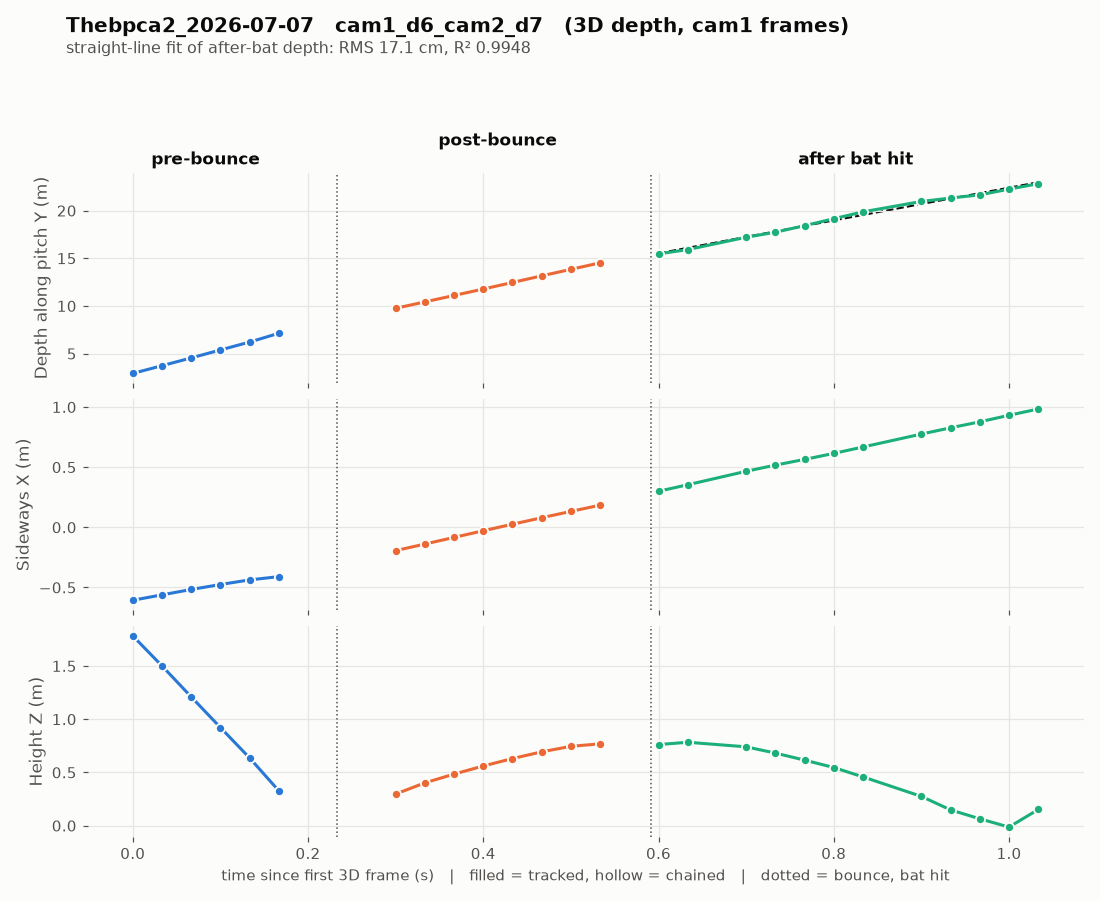 Thebpca2_2026-07-07   cam1_d6_cam2_d7   (3D depth, cam1 frames)
straight-line fit of after-bat depth: RMS 17.1 cm, R² 0.9948
post-bounce
pre-bounce
after bat hit
Depth along pitch Y (m)
20
15
10
5
Sideways X (m)
1.0
0.5
0.0
−0.5
Height Z (m)
1.5
1.0
0.5
0.0
0.0 0.2 0.4 0.6 0.8 1.0
time since first 3D frame (s)   |   filled = tracked, hollow = chained   |   dotted = bounce, bat hit